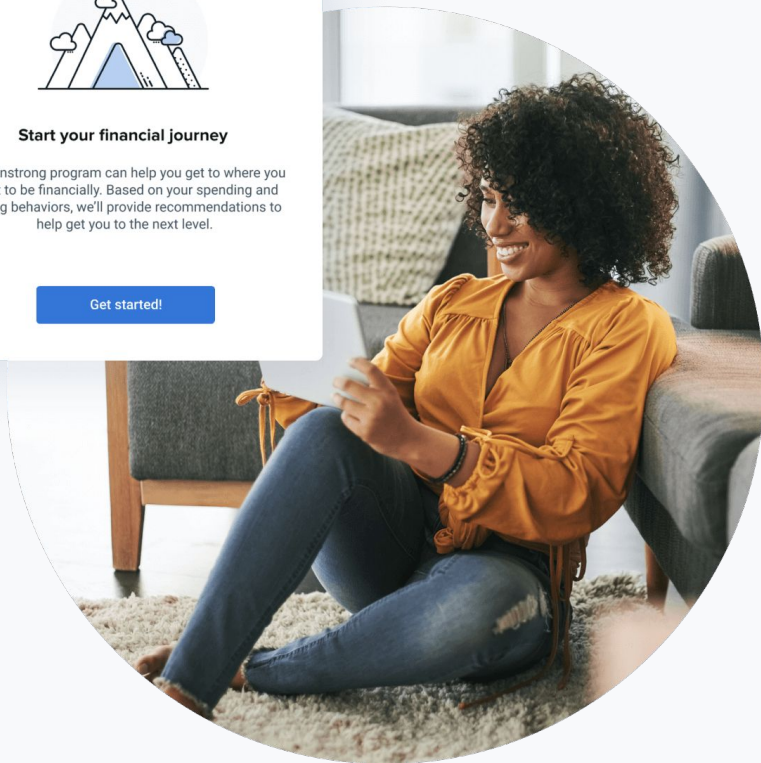 Start your financial journey
program can help you get to where you
to be financially. Based on your spending and
behaviors, we'll provide recommendations to
help get you to the next level.
Get started!